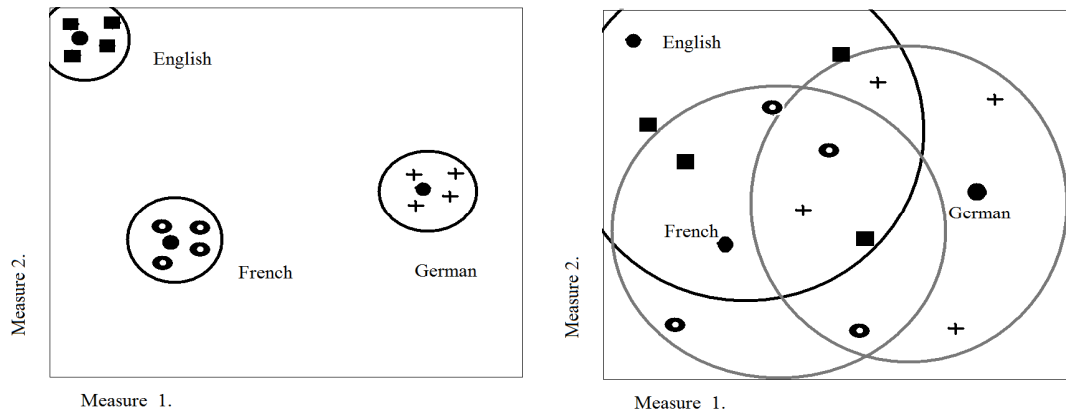 English
French
German
Measure 2.
Measure 1.
English
French
German
Measure 2.
Measure 1.